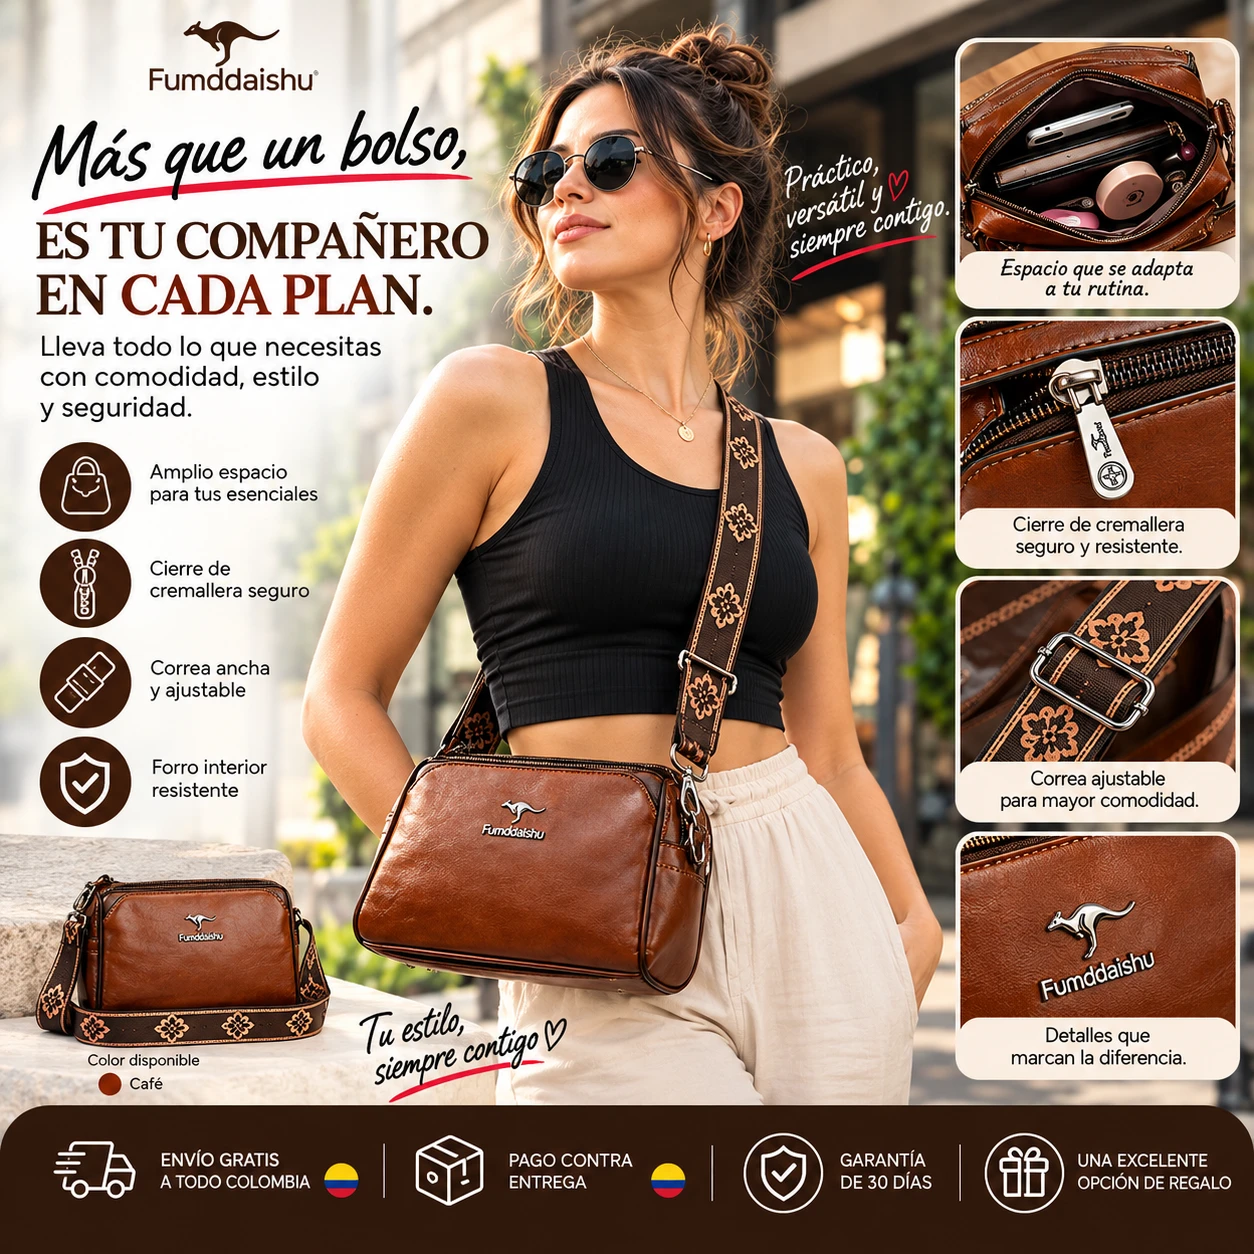 Fumddaishu®
Más que un bolso,
ES TU COMPAÑERO
EN CADA PLAN.
Lleva todo lo que necesitas
con comodidad, estilo
y seguridad.
Amplio espacio
para tus esenciales
Cierre de
cremallera seguro
Correa ancha
y ajustable
Forro interior
resistente
Fumddaishu
Color disponible
Café
Práctico,
versátil y
siempre contigo.
Fumddaishu
Tu estilo,
siempre contigo
Espacio que se adapta
a tu rutina.
Cierre de cremallera
seguro y resistente.
Correa ajustable
para mayor comodidad.
Fumddaishu
Detalles que
marcan la diferencia.
ENVÍO GRATIS
A TODO COLOMBIA
PAGO CONTRA
ENTREGA
GARANTÍA
DE 30 DÍAS
UNA EXCELENTE
OPCIÓN DE REGALO